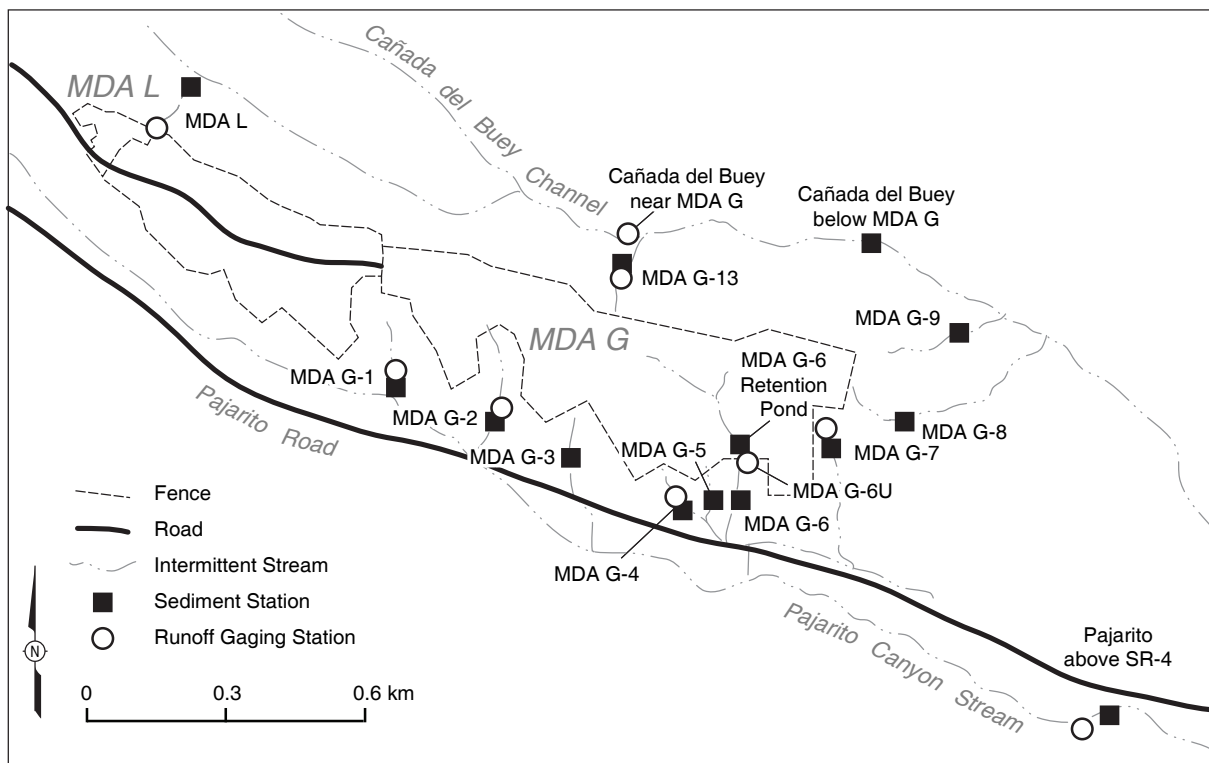 MDA L
MDA L
Cañada del Buey Channel
Cañada del Buey
near MDA G
Cañada del Buey
below MDA G
MDA G-13
MDA G-9
MDA G
MDA G-1
MDA G-6
Retention
Pond
Pajarito Road
MDA G-2
MDA G-8
MDA G-3
MDA G-5
MDA G-7
MDA G-6U
MDA G-6
MDA G-4
Fence
Road
Intermittent Stream
Sediment Station
Runoff Gaging Station
N
0 0.3 0.6 km
Pajarito Canyon Stream
Pajarito
above SR-4